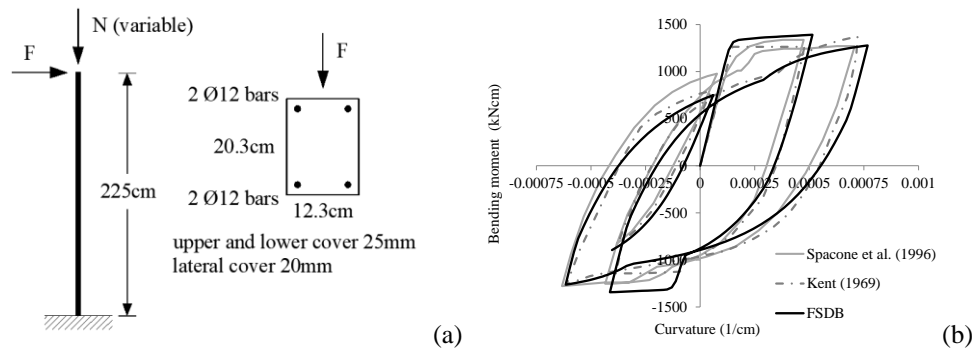 N (variable)
F
225cm
(a)
F
2 Ø12 bars
20.3cm
2 Ø12 bars
12.3cm
upper and lower cover 25mm
lateral cover 20mm
Bending moment (kNcm)
1500
1000
500
0
-500
-1000
-1500
-0.00075
-0.0005
-0.00025
0
0.00025
0.0005
0.00075
0.001
Curvature (1/cm)
Spacone et al. (1996)
Kent (1969)
FSDB
(b)